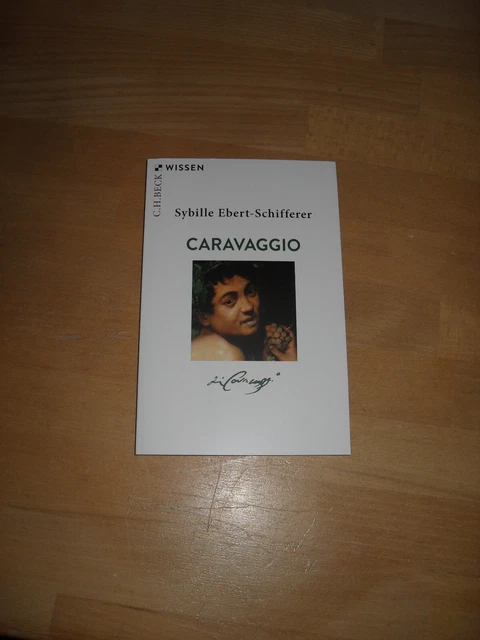 WISSEN
C.H.BECK
Sybille Ebert-Schifferer
CARAVAGGIO